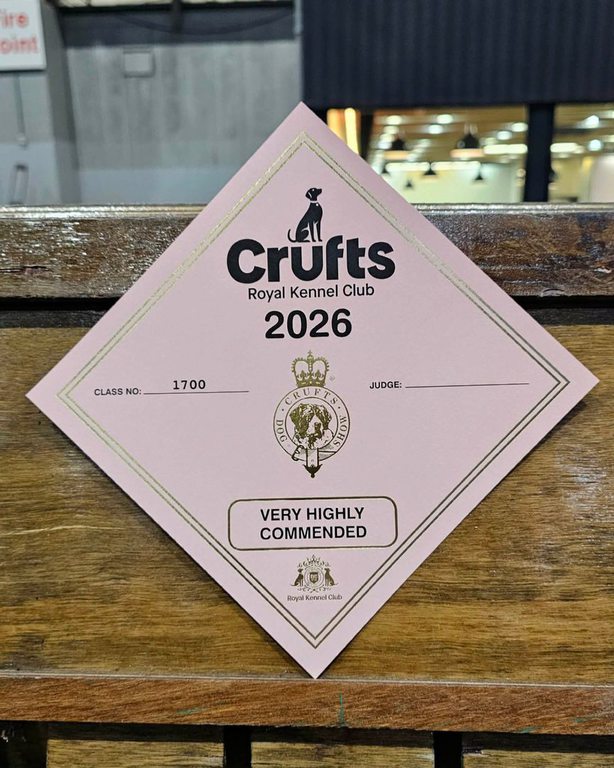 Fire
Point
Crufts
Royal Kennel Club
2026
CLASS NO: 1700
JUDGE:
CRUFTS
DOG SHOW
VERY HIGHLY
COMMENDED
Royal Kennel Club